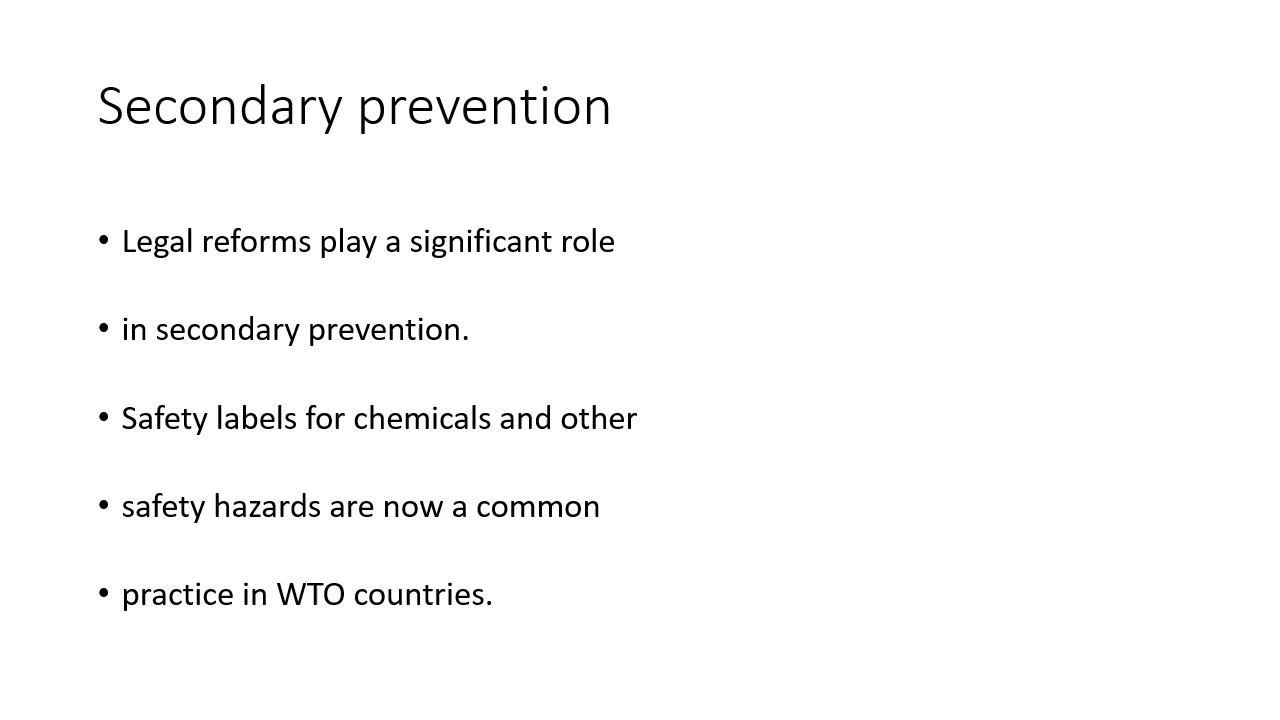 Secondary prevention
• Legal reforms play a significant role
• in secondary prevention.
• Safety labels for chemicals and other
• safety hazards are now a common
• practice in WTO countries.